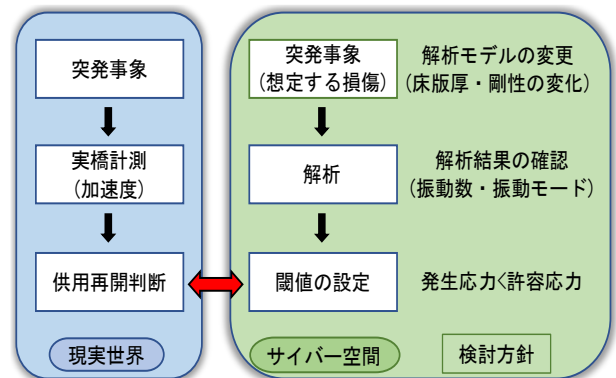 突発事象
実橋計測
(加速度)
供用再開判断
現実世界
突発事象
(想定する損傷)
解析
閾値の設定
サイバー空間
解析モデルの変更
(床版厚・剛性の変化)
解析結果の確認
(振動数・振動モード)
発生応力<許容応力
検討方針